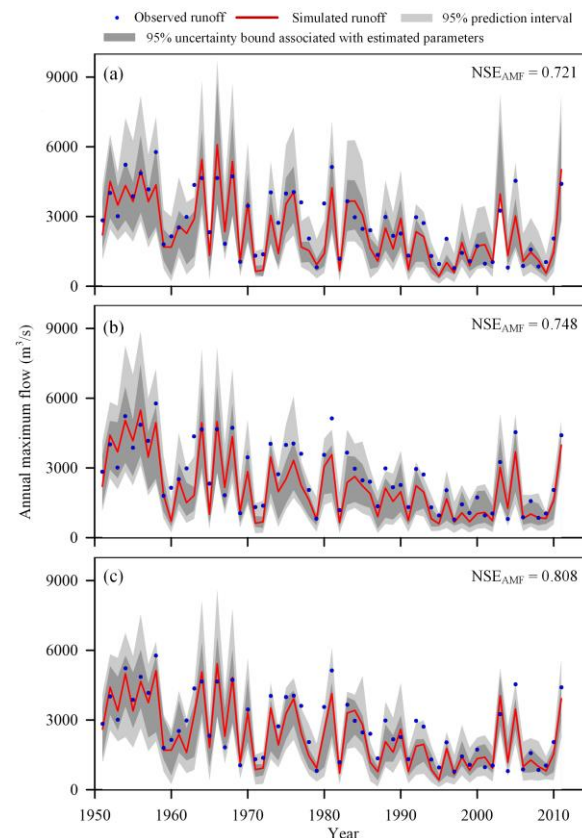 Observed runoff Simulated runoff 95% prediction interval
95% uncertainty bound associated with estimated parameters
9000
(a) NSE_AMF = 0.721
6000
3000
0
9000
(b) NSE_AMF = 0.748
6000
Annual maximum flow (m³/s)
3000
0
9000
(c) NSE_AMF = 0.808
6000
3000
0
1950 1960 1970 1980 1990 2000 2010
Year